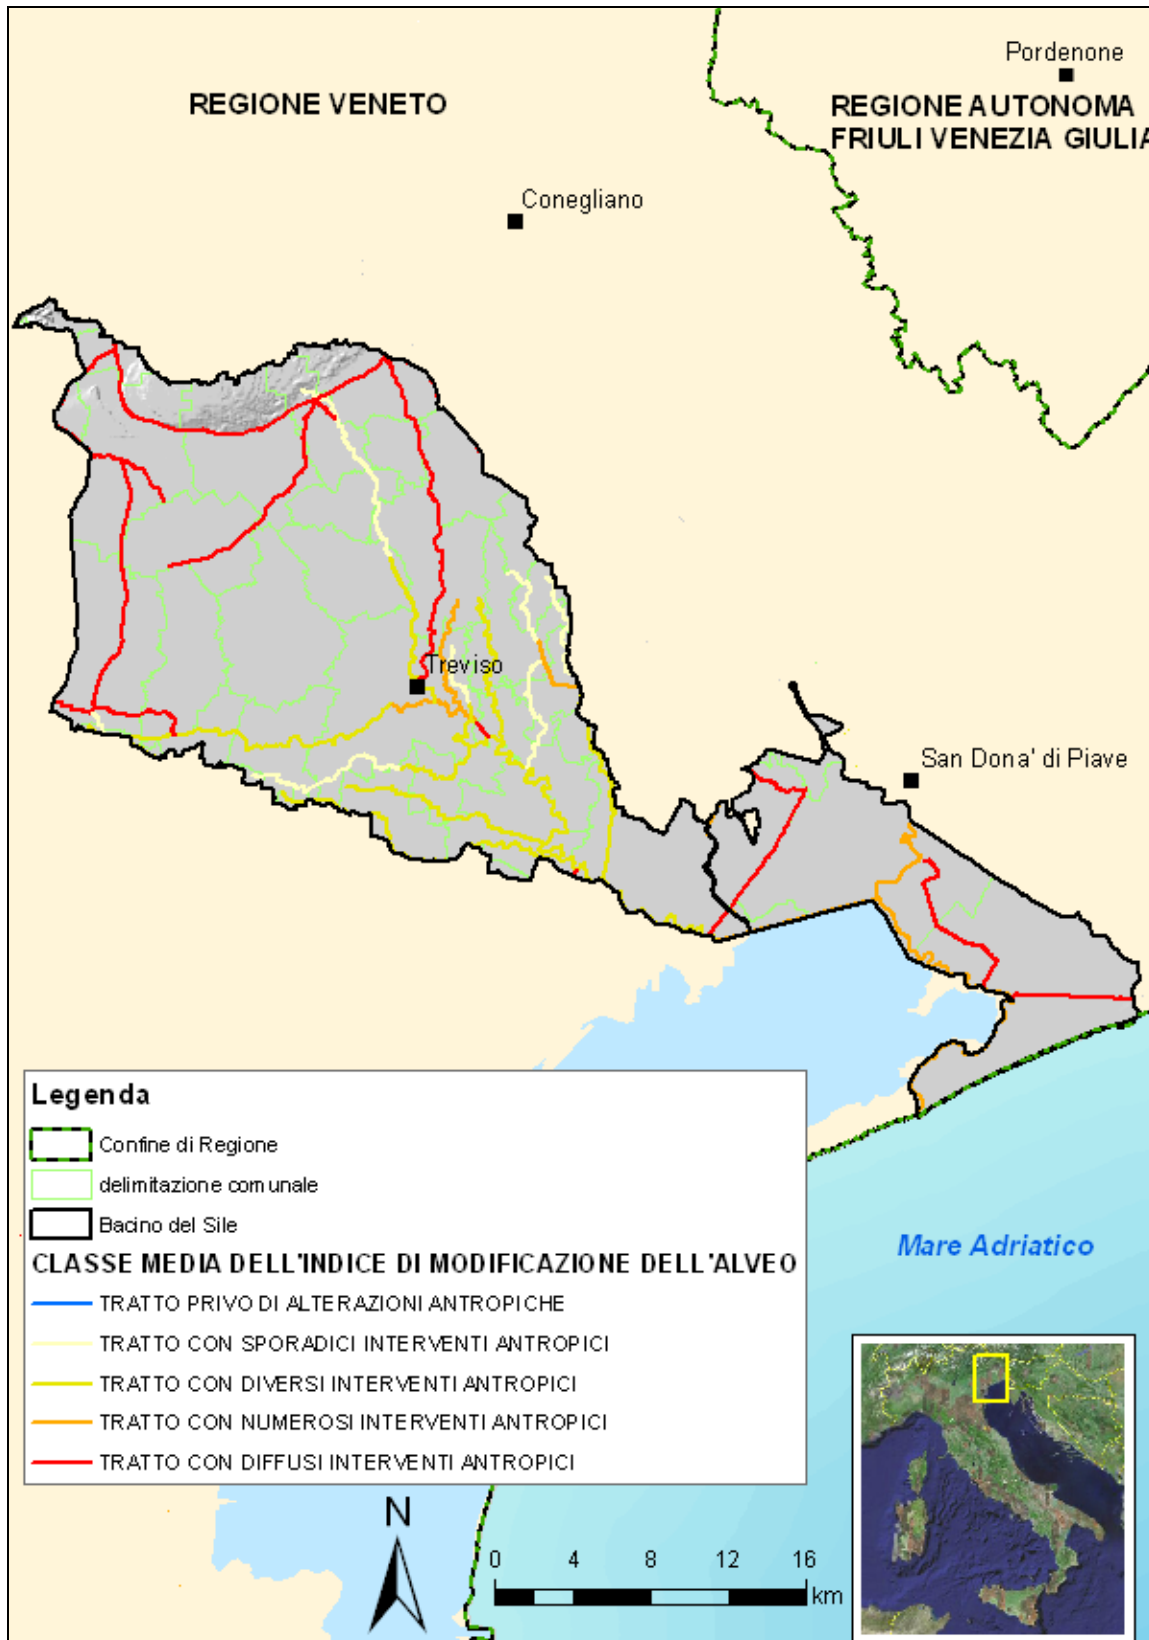 Pordenone
REGIONE VENETO
REGIONE AUTONOMA
FRIULI VENEZIA GIULIA
Conegliano
Treviso
San Dona' di Piave
Legenda
Confine di Regione
delimitazione comunale
Bacino del Sile
CLASSE MEDIA DELL'INDICE DI MODIFICAZIONE DELL'ALVEO
TRATTO PRIVO DI ALTERAZIONI ANTROPICHE
TRATTO CON SPORADICI INTERVENTI ANTROPICI
TRATTO CON DIVERSI INTERVENTI ANTROPICI
TRATTO CON NUMEROSI INTERVENTI ANTROPICI
TRATTO CON DIFFUSI INTERVENTI ANTROPICI
Mare Adriatico
N
0 4 8 12 16
km